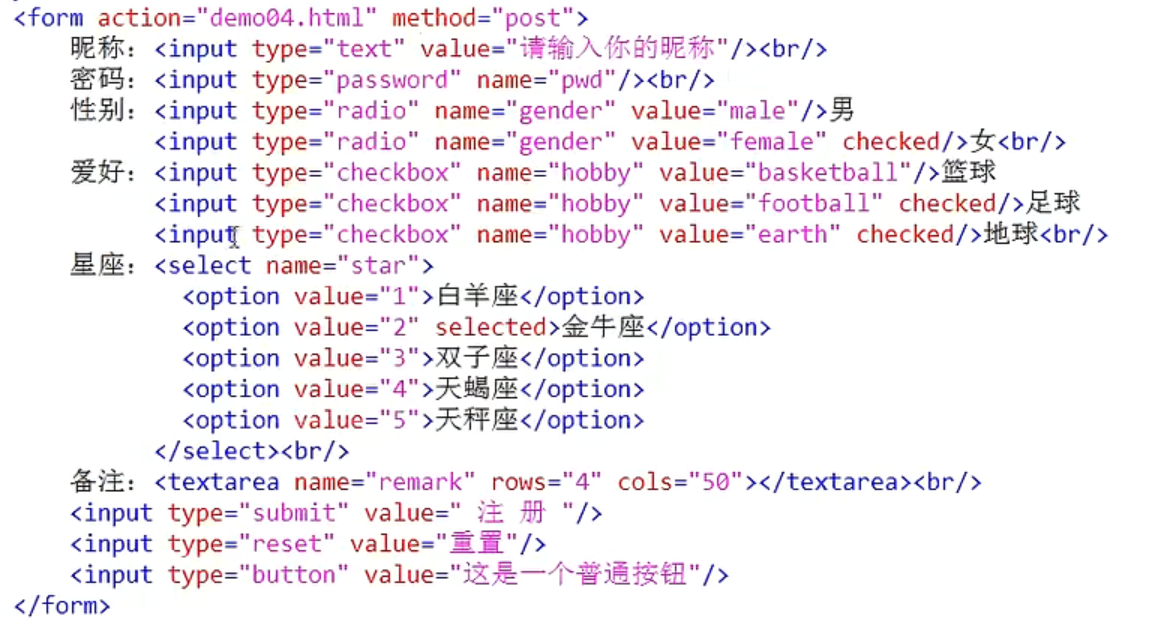 <form action="demo04.html" method="post">
昵称：<input type="text" value="请输入你的昵称"/><br/>
密码：<input type="password" name="pwd"/><br/>
性别：<input type="radio" name="gender" value="male"/>男
<input type="radio" name="gender" value="female" checked/>女<br/>
爱好：<input type="checkbox" name="hobby" value="basketball"/>篮球
<input type="checkbox" name="hobby" value="football" checked/>足球
<input type="checkbox" name="hobby" value="earth" checked/>地球<br/>
星座：<select name="star">
<option value="1">白羊座</option>
<option value="2" selected>金牛座</option>
<option value="3">双子座</option>
<option value="4">天蝎座</option>
<option value="5">天秤座</option>
</select><br/>
备注：<textarea name="remark" rows="4" cols="50"></textarea><br/>
<input type="submit" value=" 注 册 "/>
<input type="reset" value="重置"/>
<input type="button" value="这是一个普通按钮"/>
</form>